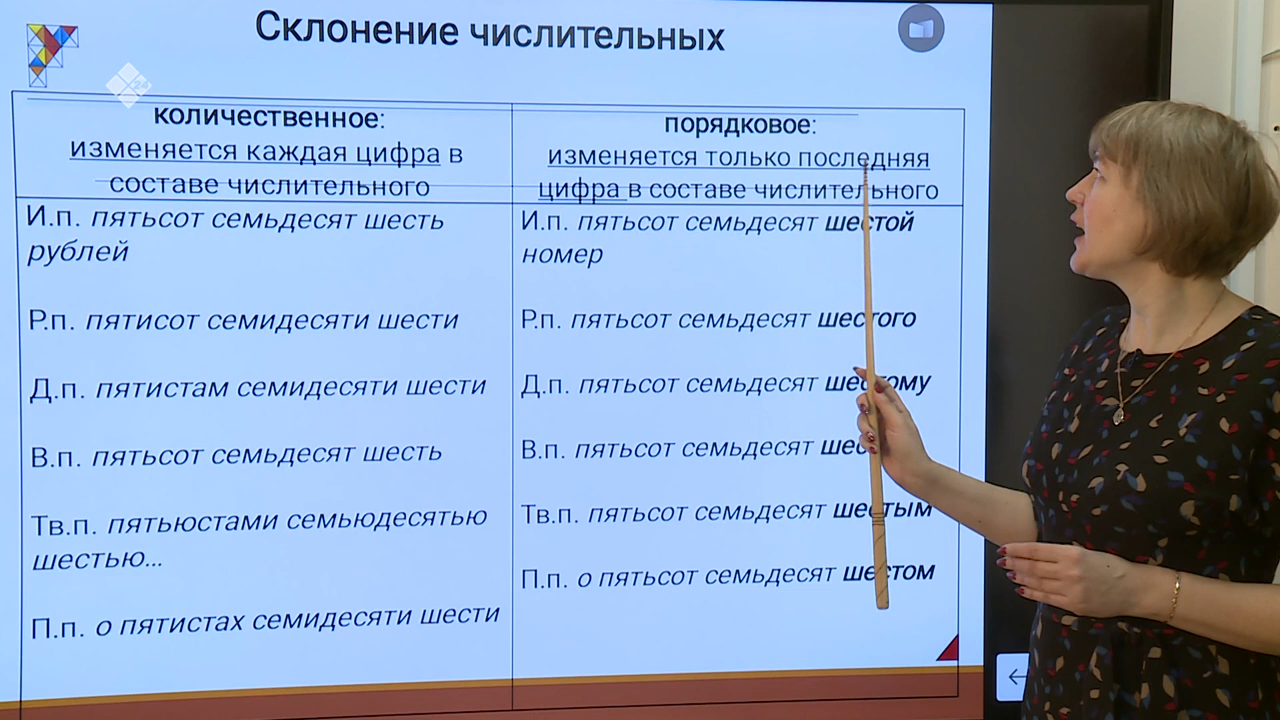 Склонение числительных
количественное:
изменяется каждая цифра в
составе числительного
И.п. пятьсот семьдесят шесть
рублей
Р.п. пятисот семидесяти шести
Д.п. пятистам семидесяти шести
В.п. пятьсот семьдесят шесть
Тв.п. пятьюстами семьюдесятью
шестью...
П.п. о пятистах семидесяти шести
порядковое:
изменяется только последняя
цифра в составе числительного
И.п. пятьсот семьдесят шестой
номер
Р.п. пятьсот семьдесят шестого
Д.п. пятьсот семьдесят шестому
В.п. пятьсот семьдесят
Тв.п. пятьсот семьдесят шестым
П.п. о пятьсот семьдесят шестом